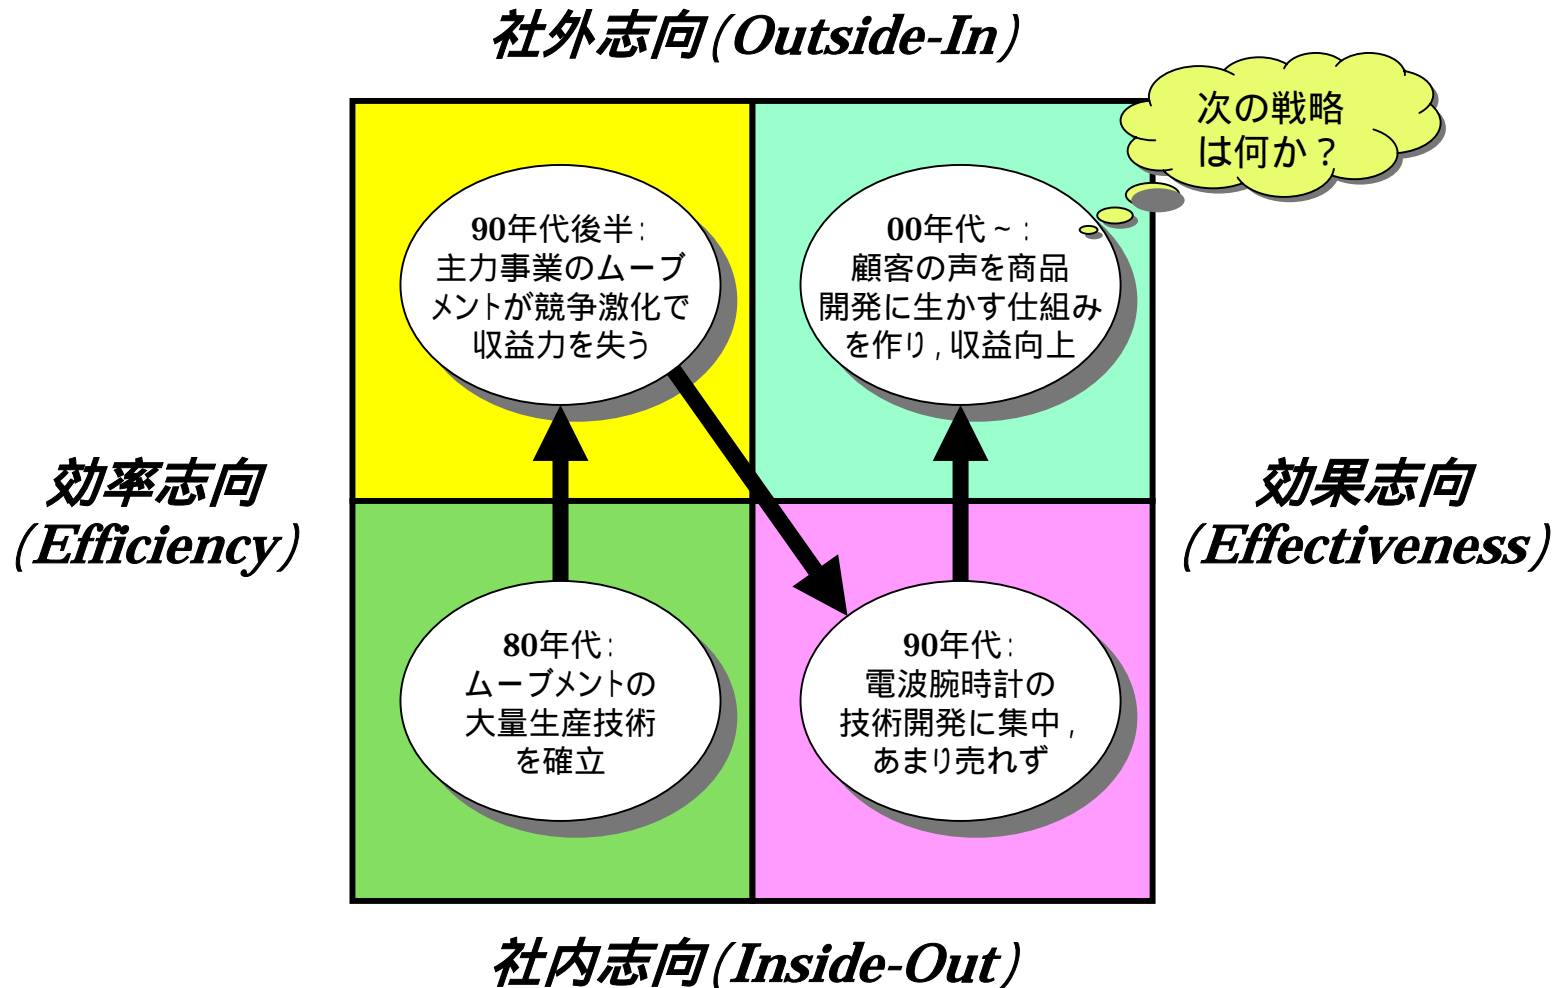 社外志向(Outside-In)
次の戦略
は何か？
90年代後半:
主力事業のムーブ
メントが競争激化で
収益力を失う
00年代～:
顧客の声を商品
開発に生かす仕組み
を作り,収益向上
効率志向
(Efficiency)
効果志向
(Effectiveness)
80年代:
ムーブメントの
大量生産技術
を確立
90年代:
電波腕時計の
技術開発に集中,
あまり売れず
社内志向(Inside-Out)